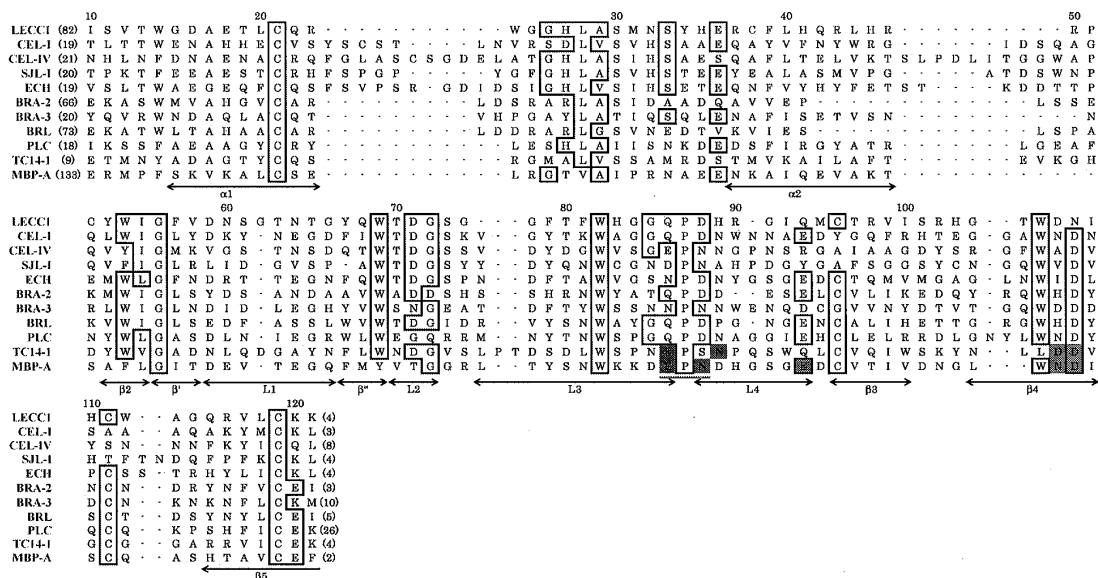 10 20 30 40 50
LECC1 (82) I S V T W G D A E T L C Q R · · · · · · · · · · · W G G H L A S M N S Y H E R C F L H Q R L H R · · · · · · · · · · R P
CEL-I (19) T L T T W E N A H H E C V S Y S C S T · · · · L N V R S D L V S V H S A S E Q A Y V F N Y W R G · · · · · · I D S Q A G
CEL-IV (21) N H L N F D N A E N A C R Q F G L A S C S G D E L A T G H L A S I H S A E S Q A F L T E L V K T S L P D L I T G G W A P
SJL-I (20) T P K T F E E A E S T C R H F S P G P · · · · · Y G F G H L A S V H S T E E Y E A L A S M V P G · · · · · A T D S W N P
ECH (19) V S L T W A E G E Q F C Q S F S V P S R G · D I D S I G H L A S I H S E T E Q N F V Y H Y F E T S T · · · · K D D T T P
BRA-2 (66) E K A S W M V A H G V C A R · · · · · · · · · L D S R A R L A S I D A A D Q A V V E P · · · · · · · · · · · · · L S S E
BRA-3 (20) Y Q V R W N D A Q L A C Q T · · · · · · · · · V H P G A Y L A T I Q S Q L E N A F I S E T V S N · · · · · · · · · · · ·
BRL (73) E K A T W L T A H A A C A R · · · · · · · · · L D D R A R L G S V N E D T V K V I E S · · · · · · · · · · · · · L S P A
PLC (18) I K S S F A E A A G Y C R Y · · · · · · · · · · · L E S H L A I I S N K D E D S F I R G Y A T R · · · · · · · L G E A F
TC14-1 (9) E T M N Y A D A G T Y C Q S · · · · · · · · · · R G M A L V S S A M R D S T M V K A I L A F T · · · · · · · E V K G H
MBP-A (133) E R M P F S K V K A L C S E · · · · · · · · · · · L R G T V A I P R N A E E N K A I Q E V A K T · · · · · · · · · · · ·
α1 α2
60 70 80 90 100
LECC1 C Y W I G F V D N S G T N T G Y Q W T D G S G · · · G F T F W H G G Q P D H R · G I Q M C T R V I S R H G · · T W D N I
CEL-I Q L W I G L Y D K Y · N E G D F I W T D G S K · · · G Y T K W A G G Q P D N W N N A E D Y G Q F R H T E G · G A W N D N
CEL-IV Q V Y I G M K V G S · T N S D Q T W T D G S S · · · D Y D G W V S G E P N N G P N S R G A I A A G D Y S R · G F W A D V
SJL-I Q V F I G L R L I D · G V S P · A W T D G S Y · · · D Y Q N W C G N D P N A H P D G Y G A F S G G S Y C N · G Q W V D V
ECH E M W L G F N D R T · T E G N F Q W T D G S P · · · N D F T A W V G S N P D N Y G S G E D C T Q M V M G A G · L N W I D L
BRA-2 K M W I G L S Y D S · A N D A A V W A D D S H S · · S H R N W Y A T Q P D D · · E S E L C V L I K E D Q Y · R Q W H D Y
BRA-3 R L W I G L N D I D · L E G H Y V W S N G E A T · · D F T Y W S S N N P N N W E N Q D C G V V N Y D T V · T G Q W D D Y
BRL K V W I G L S E D F · A S S L W V W T D G I D R · · V Y S N W A Y G Q P D P G · N G E N C A L I H E T T · G R W H D Y
PLC N Y W L G A S D L N · Q D G R W L W L E G Q R R · · M N Y T N W S P G Q P D N A G G I E H C L E L R R D L G N Y L W N D Y
TC14-1 D Y W V G A D N L Q D G A Y N F L W N D G V S L P T D S D L W S P N P S P Q S W Q L C V Q I W S K Y N · · L
MBP-A S A F L G I T D E V · T E G Q F M Y V T G G R L · · T Y S N W K K D P N D H G S G D C V T I V D N G · · · W
β2 β' L1 β" L2 L3 L4 β3 β4
110 120
LECC1 H C W · · A G Q R V L C K K (4)
CEL-I S A A · · A Q A K Y M C K L (3)
CEL-IV Y S N · · N N F K Y I C Q L (8)
SJL-I H T F T N D Q F P F K C K L (4)
ECH P C S S · T R H Y L I C K L (4)
BRA-2 N C N · · D R Y N F V C E I (3)
BRA-3 D C N · · K N K N F L C K M (10)
BRL S C T · · D S Y N Y L C E I (5)
PLC Q C Q · · K P S H F I C E K (26)
TC14-1 G C G · · G A R R V I C E K (4)
MBP-A S C Q · · A S H T A V C E F (2)
β5